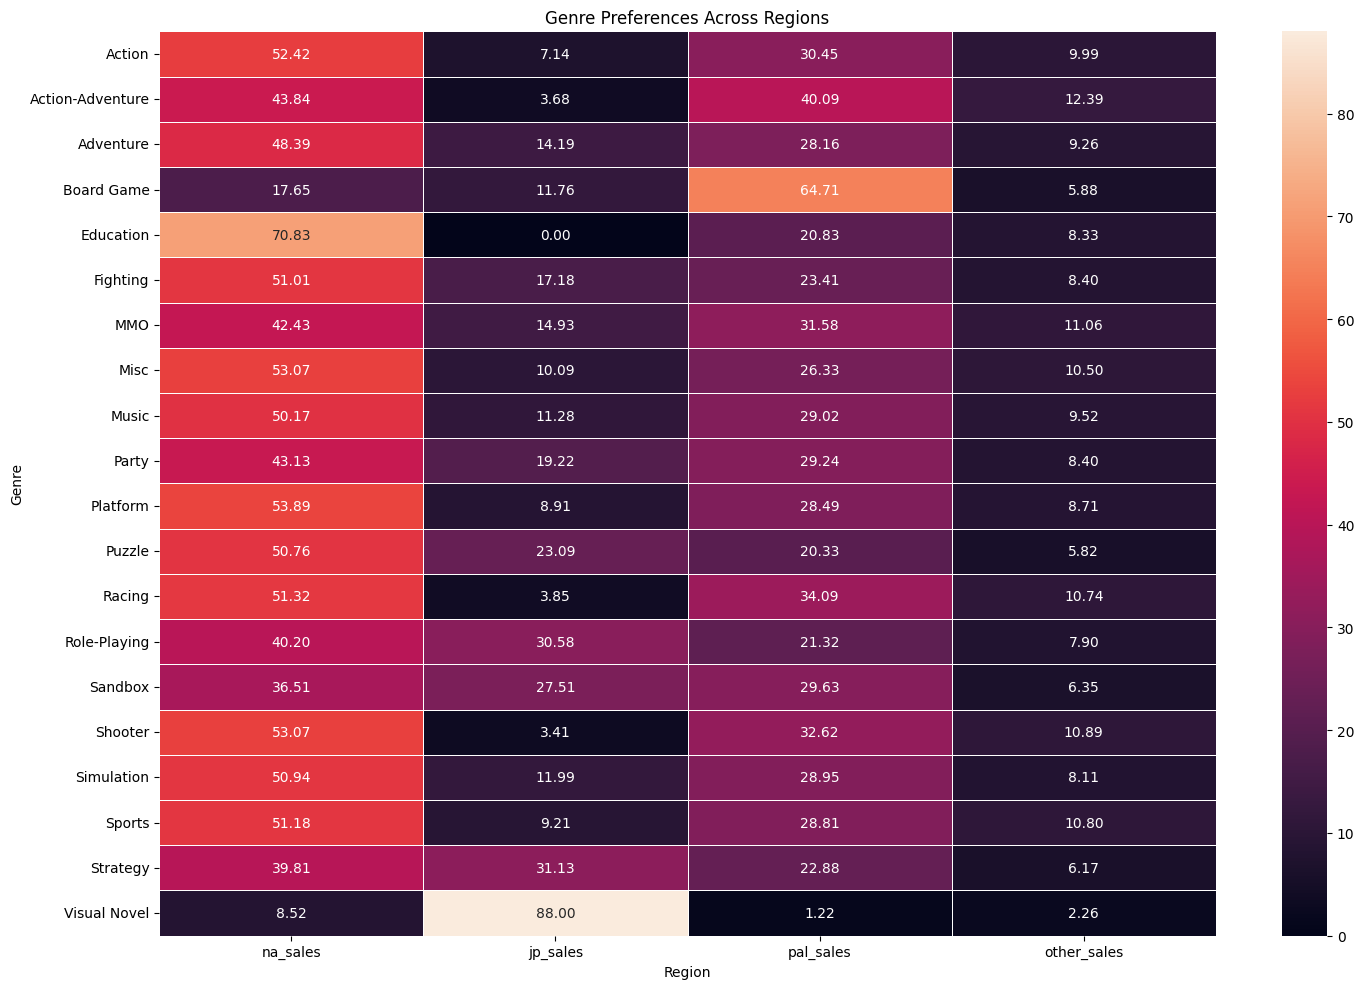 Genre Preferences Across Regions
Genre
Action 52.42 7.14 30.45 9.99
Action-Adventure 43.84 3.68 40.09 12.39
Adventure 48.39 14.19 28.16 9.26
Board Game 17.65 11.76 64.71 5.88
Education 70.83 0.00 20.83 8.33
Fighting 51.01 17.18 23.41 8.40
MMO 42.43 14.93 31.58 11.06
Misc 53.07 10.09 26.33 10.50
Music 50.17 11.28 29.02 9.52
Party 43.13 19.22 29.24 8.40
Platform 53.89 8.91 28.49 8.71
Puzzle 50.76 23.09 20.33 5.82
Racing 51.32 3.85 34.09 10.74
Role-Playing 40.20 30.58 21.32 7.90
Sandbox 36.51 27.51 29.63 6.35
Shooter 53.07 3.41 32.62 10.89
Simulation 50.94 11.99 28.95 8.11
Sports 51.18 9.21 28.81 10.80
Strategy 39.81 31.13 22.88 6.17
Visual Novel 8.52 88.00 1.22 2.26
na_sales jp_sales pal_sales other_sales
Region
80
70
60
50
40
30
20
10
0